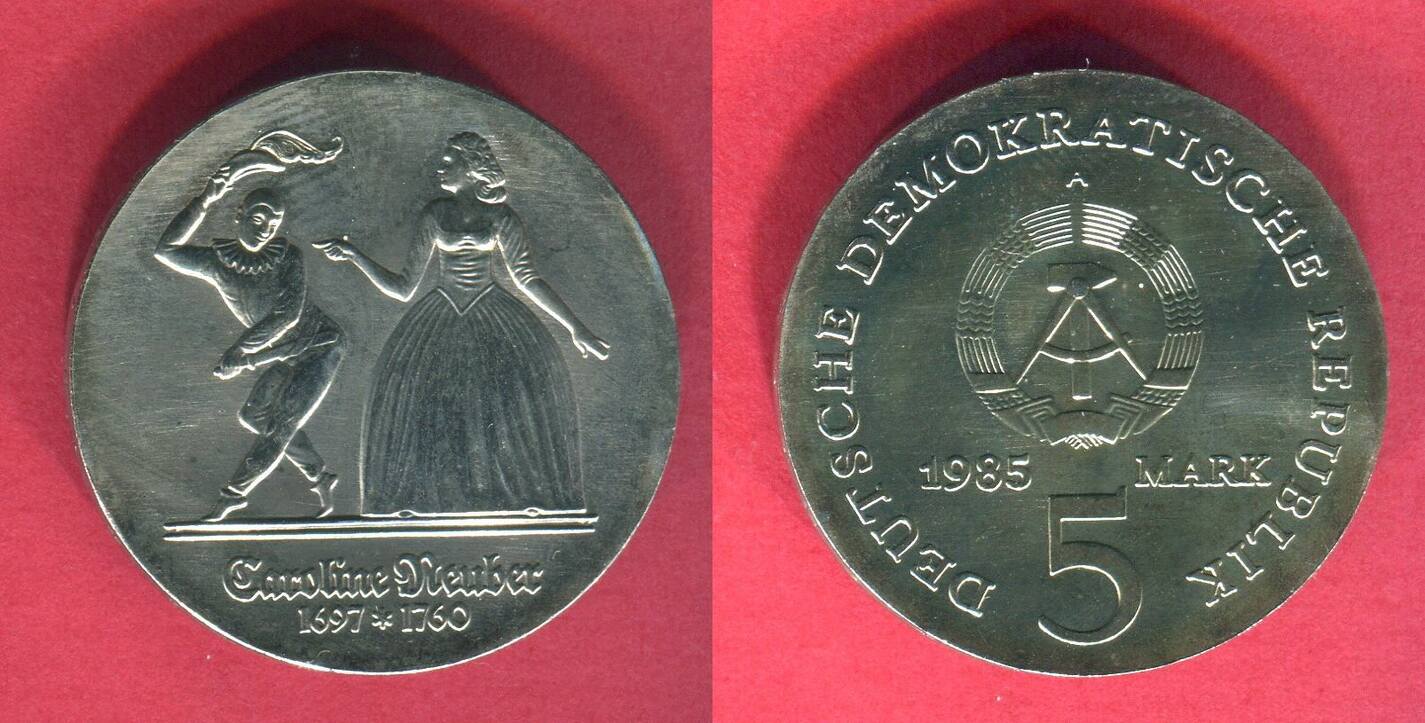 Caroline Neuber
1697 * 1760
DEUTSCHE DEMOKRATISCHE REPUBLIK
A
1985 MARK
5